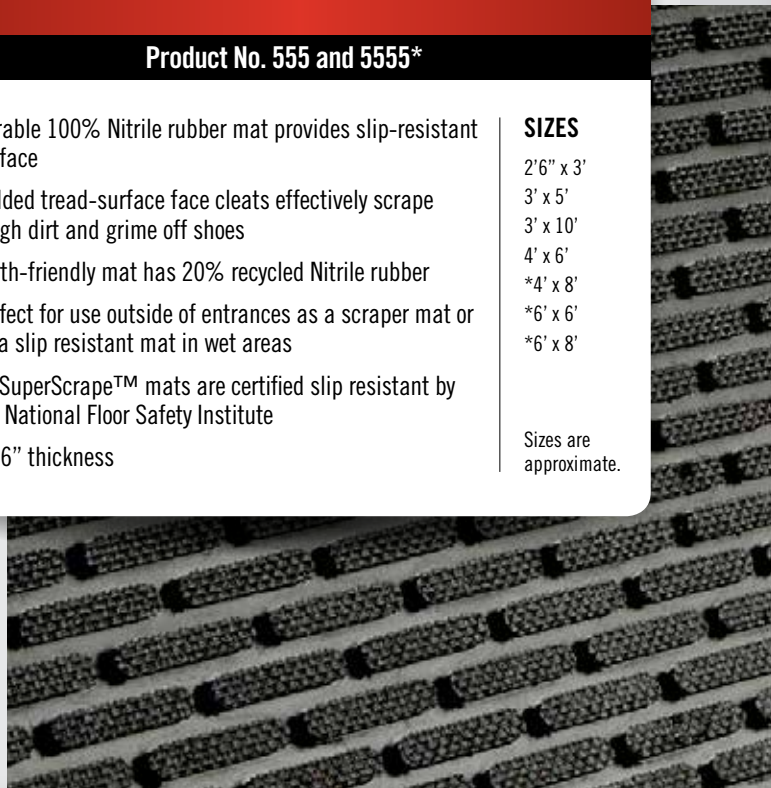 Product No. 555 and 5555*
rable 100% Nitrile rubber mat provides slip-resistant
face
lded tread-surface face cleats effectively scrape
gh dirt and grime off shoes
th-friendly mat has 20% recycled Nitrile rubber
fect for use outside of entrances as a scraper mat or
a slip resistant mat in wet areas
SuperScrape™ mats are certified slip resistant by
National Floor Safety Institute
6” thickness
SIZES
2’6” x 3’
3’ x 5’
3’ x 10’
4’ x 6’
*4’ x 8’
*6’ x 6’
*6’ x 8’
Sizes are
approximate.